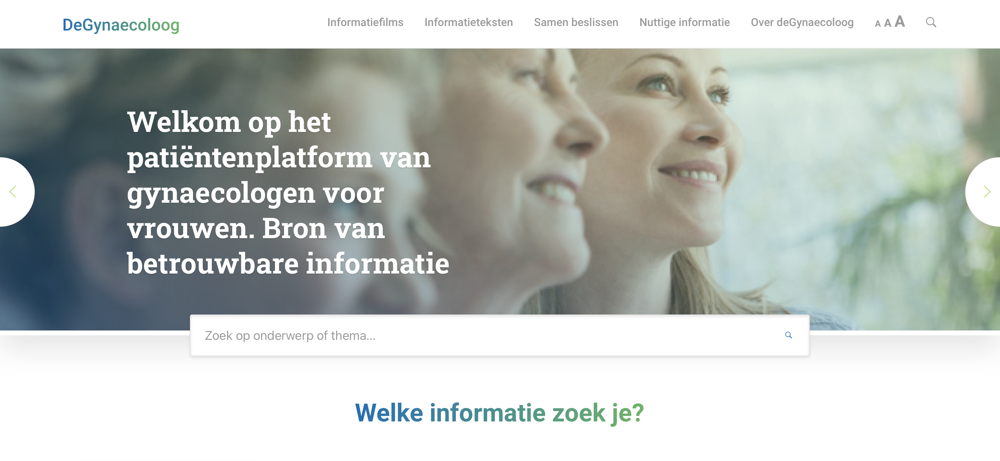 DeGynaecoloog
Informatiefilms Informatieteksten Samen beslissen Nuttige informatie Over deGynaecoloog A A A
Welkom op het
patiëntenplatform van
gynaecologen voor
vrouwen. Bron van
betrouwbare informatie
Zoek op onderwerp of thema...
Welke informatie zoek je?